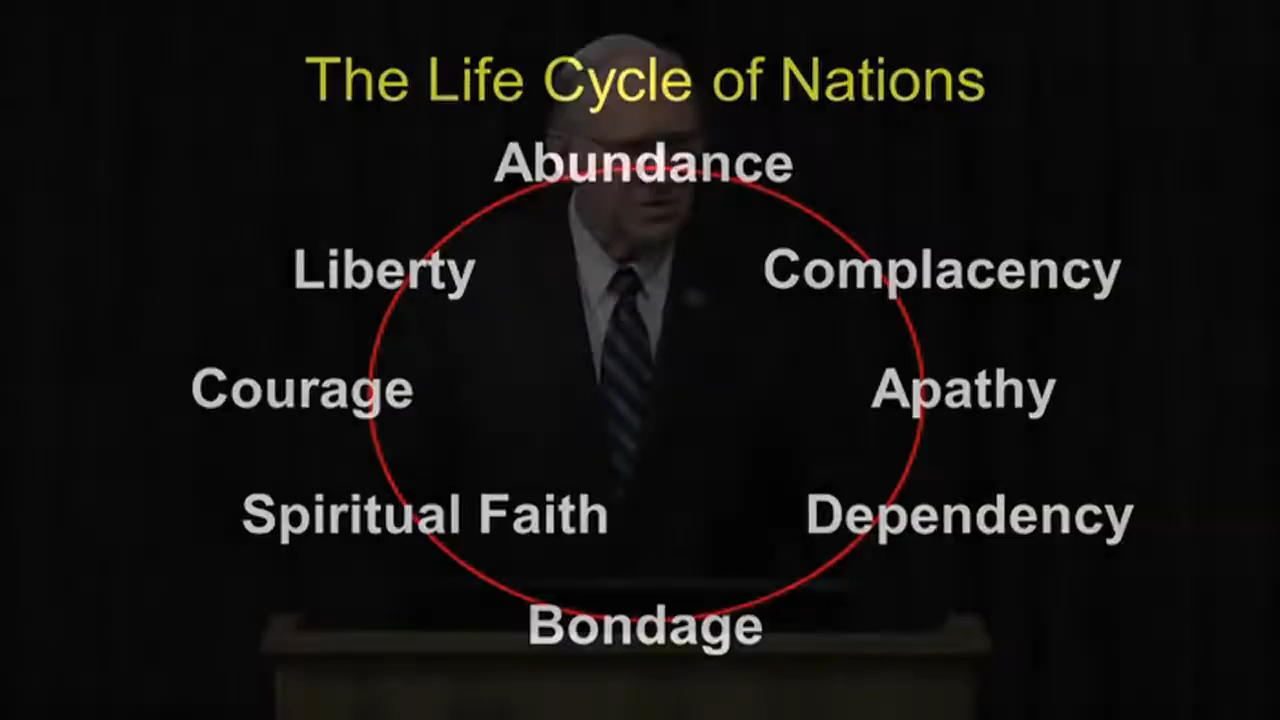 The Life Cycle of Nations
Abundance
Liberty
Complacency
Courage
Apathy
Spiritual Faith
Dependency
Bondage